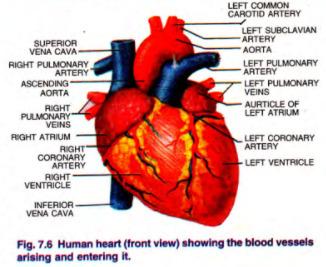 LEFT COMMON
CAROTID ARTERY
LEFT SUBCLAVIAN
ARTERY
AORTA
LEFT PULMONARY
ARTERY
LEFT PULMONARY
VEINS
AURTICLE OF
LEFT ATRIUM
LEFT CORONARY
ARTERY
LEFT VENTRICLE
SUPERIOR
VENA CAVA
RIGHT PULMONARY
ARTERY
ASCENDING
AORTA
RIGHT
PULMONARY
VEINS
RIGHT ATRIUM
RIGHT
CORONARY
ARTERY
RIGHT
VENTRICLE
INFERIOR
VENA CAVA
Fig. 7.6 Human heart (front view) showing the blood vessels
arising and entering it.